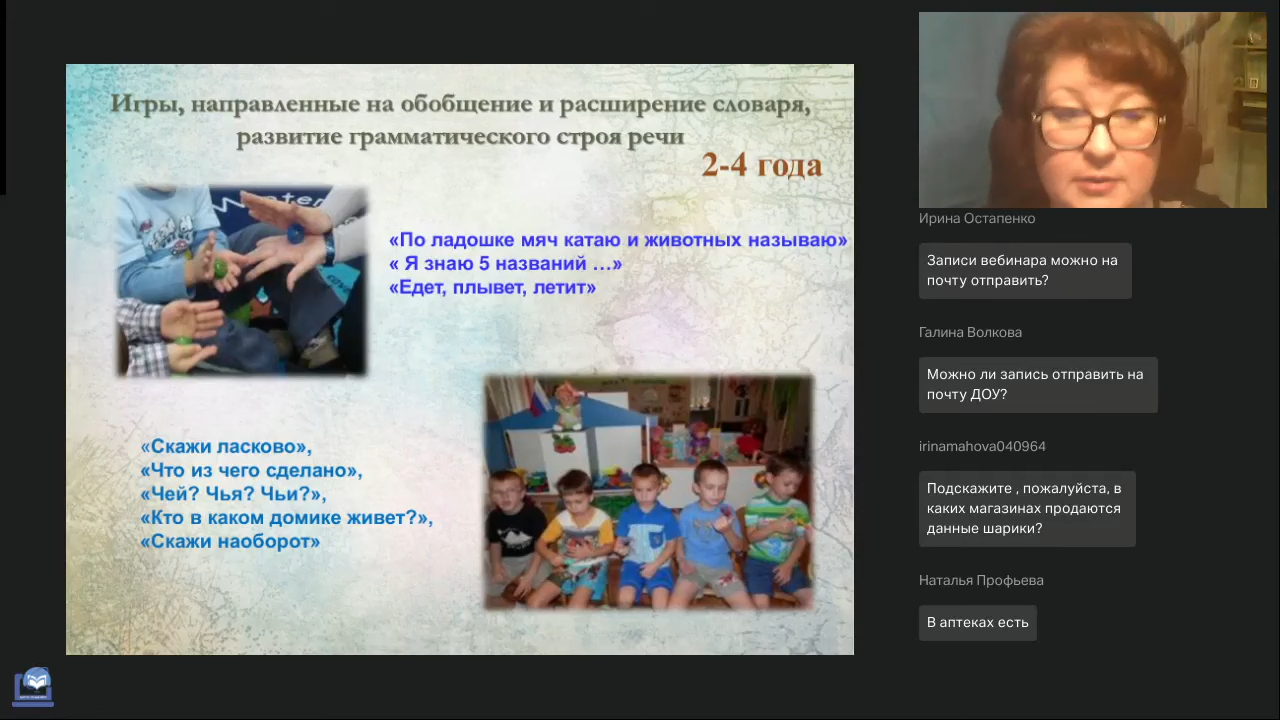 Игры, направленные на обобщение и расширение словаря,
развитие грамматического строя речи
2-4 года
«По ладошке мяч катаю и животных называю»
« Я знаю 5 названий …»
«Едет, плывет, летит»
«Скажи ласково»,
«Что из чего сделано»,
«Чей? Чья? Чьи?»,
«Кто в каком домике живет?»,
«Скажи наоборот»
Ирина Остапенко
Записи вебинара можно на
почту отправить?
Галина Волкова
Можно ли запись отправить на
почту ДОУ?
irinamahova040964
Подскажите , пожалуйста, в
каких магазинах продаются
данные шарики?
Наталья Профьева
В аптеках есть